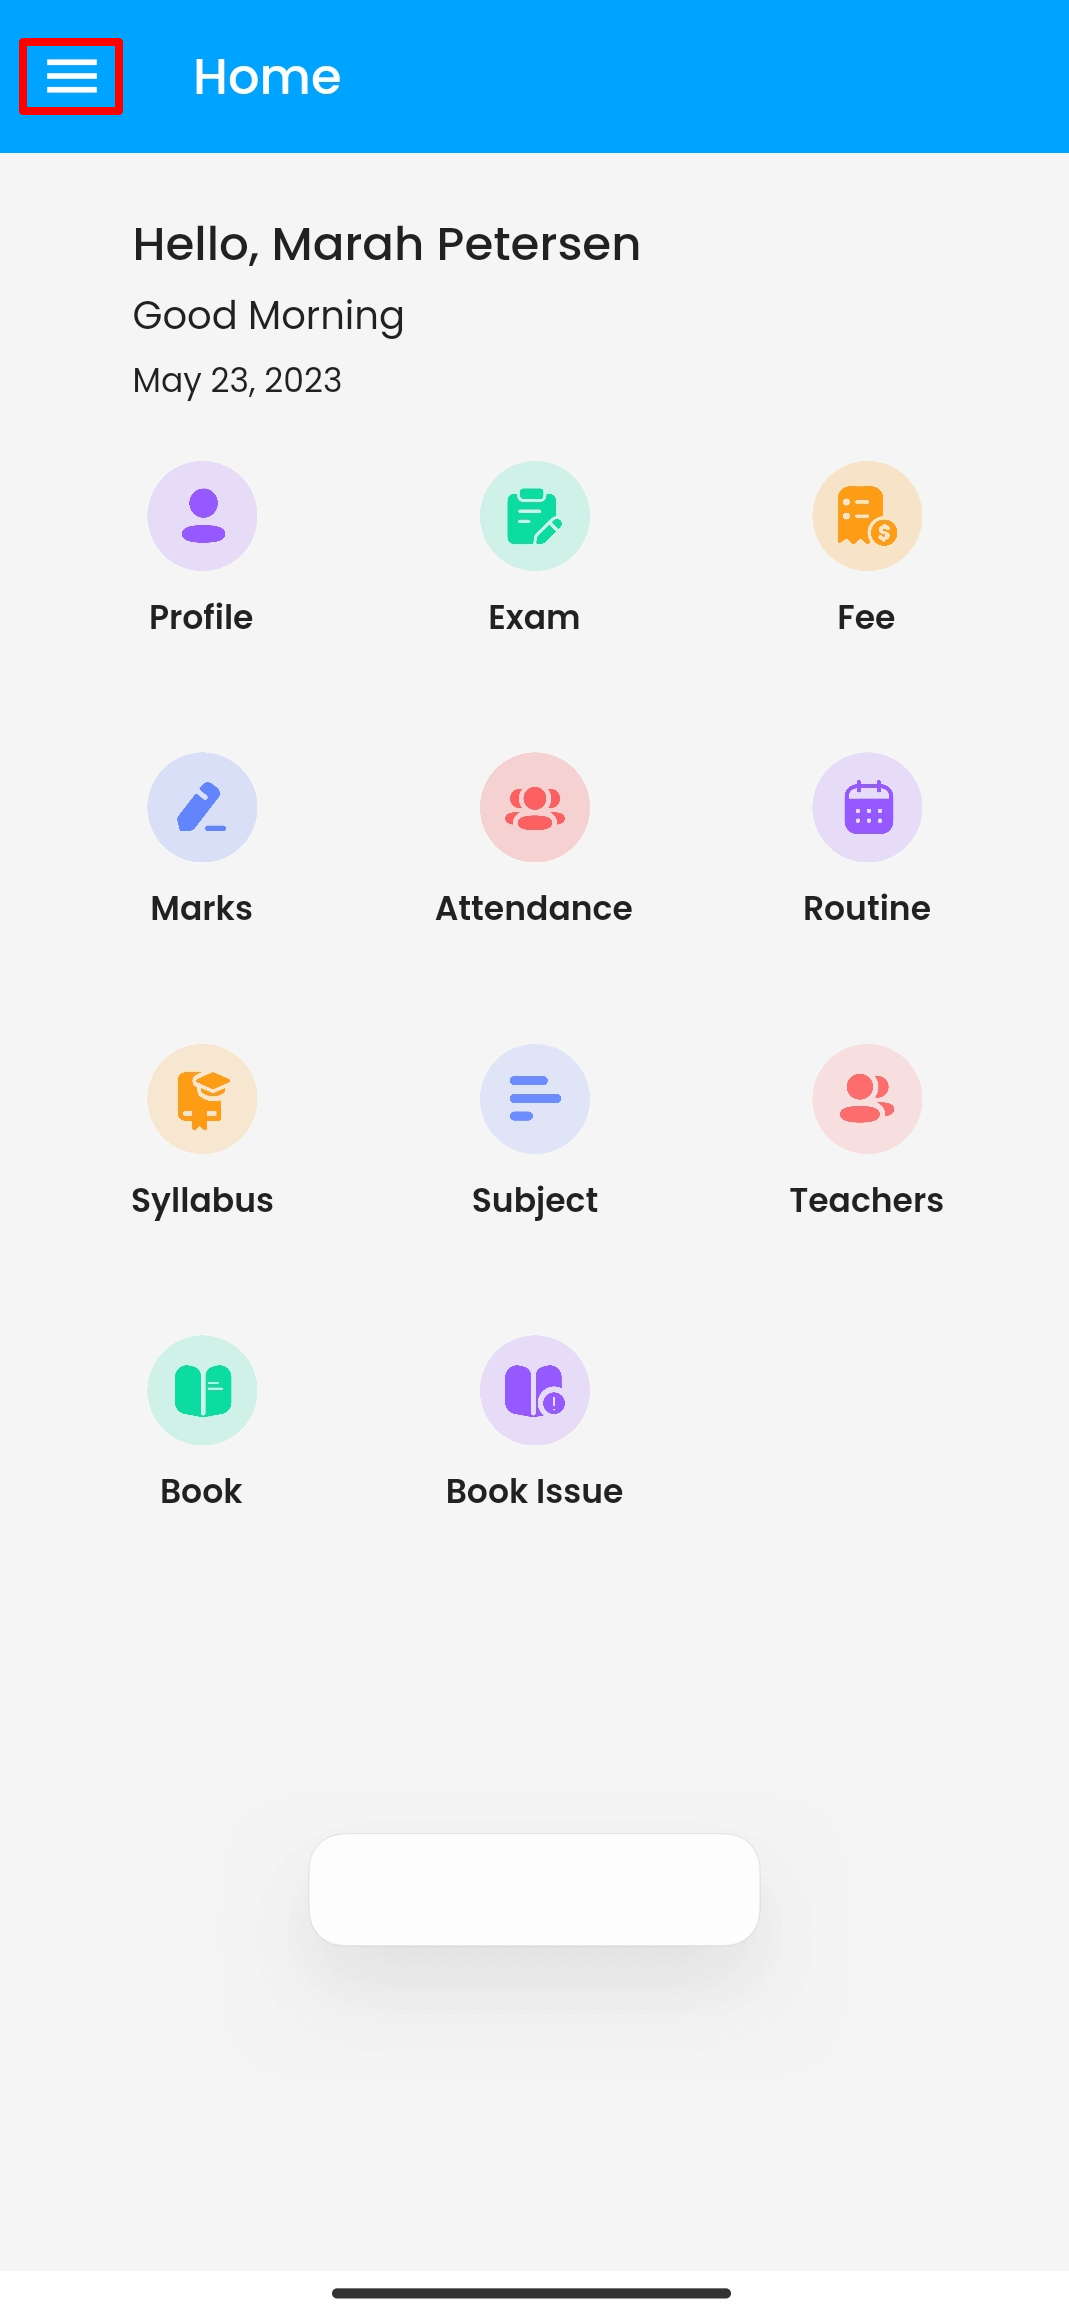 Home
Hello, Marah Petersen
Good Morning
May 23, 2023
Profile
Exam
Fee
Marks
Attendance
Routine
Syllabus
Subject
Teachers
Book
Book Issue